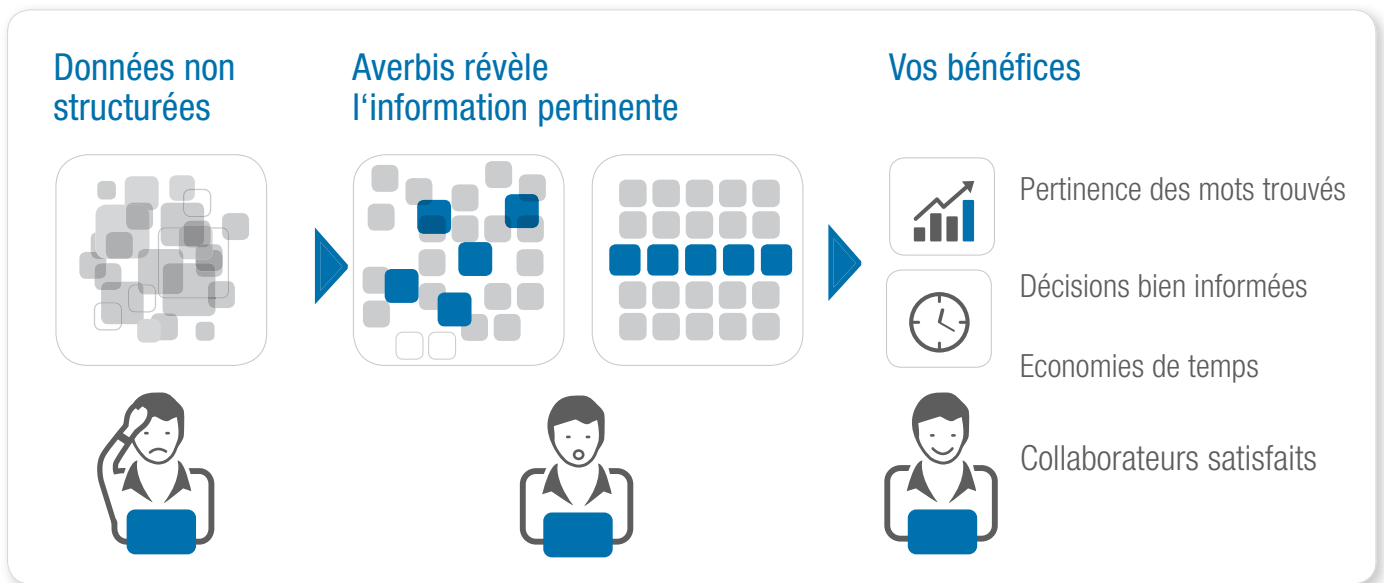 Données non
structurées
Averbis révèle
l‘information pertinente
Vos bénéfices
Pertinence des mots trouvés
Décisions bien informées
Economies de temps
Collaborateurs satisfaits